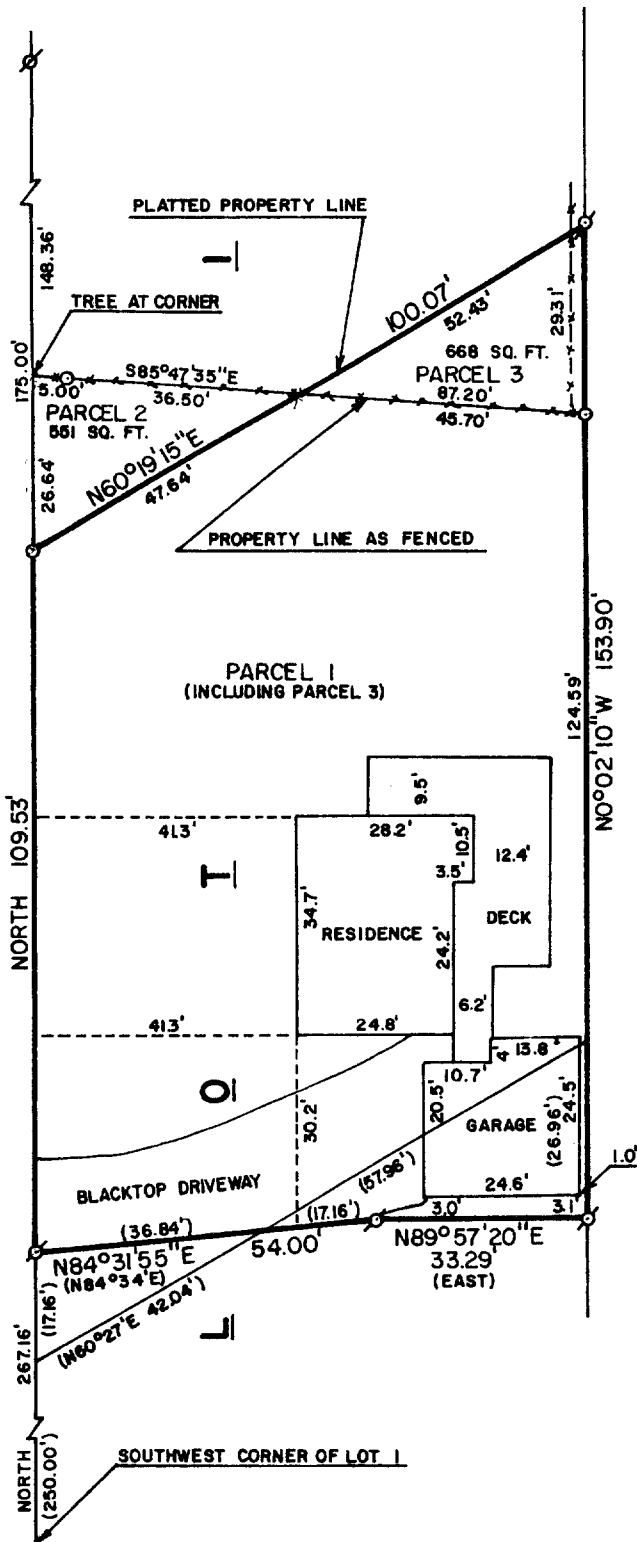 PLATTED PROPERTY LINE
148.36'
I
TREE AT CORNER
100.07'
52.43'
29.31'
175.00'
668 SQ. FT.
S85°47'35"E
PARCEL 3
5.00'
36.50'
87.20'
PARCEL 2
45.70'
551 SQ. FT.
N60°19'15"E
26.64'
47.64'
PROPERTY LINE AS FENCED
N0°02'10"W 153.90'
PARCEL I
(INCLUDING PARCEL 3)
124.59'
NORTH 109.53'
9.5'
41.3'
28.2'
10.5'
12.4'
T
3.5'
34.7'
RESIDENCE
24.2'
DECK
6.2'
41.3'
24.8'
4'
13.8'
10.7'
O
30.2'
20.5'
GARAGE
(26.96')
24.5'
1.0'
BLACKTOP DRIVEWAY
(57.96')
24.6'
(36.84')
(17.16')
3.0'
3.1'
N84°31'55"E
54.00'
N89°57'20"E
(N84°34'E)
33.29'
(EAST)
(17.16')
(N60°27'E 42.04')
267.16'
L
SOUTHWEST CORNER OF LOT I
NORTH
(250.00')